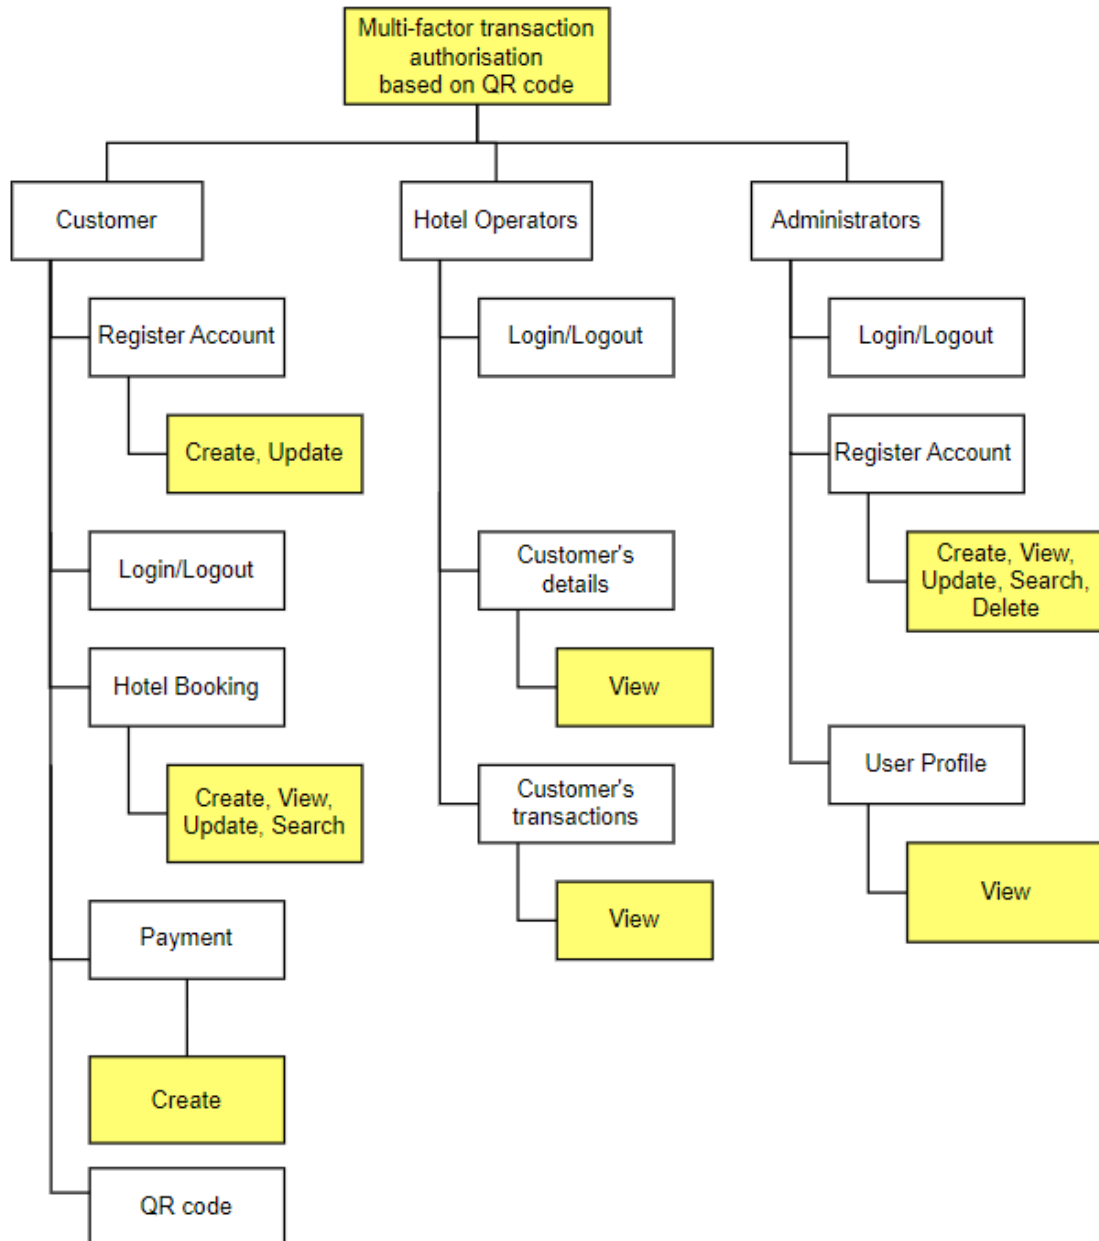 Multi-factor transaction
authorisation
based on QR code
Customer
Hotel Operators
Administrators
Register Account
Login/Logout
Login/Logout
Create, Update
Register Account
Login/Logout
Customer's
details
Create, View,
Update, Search,
Delete
Hotel Booking
View
User Profile
Create, View,
Update, Search
Customer's
transactions
View
View
Payment
Create
QR code